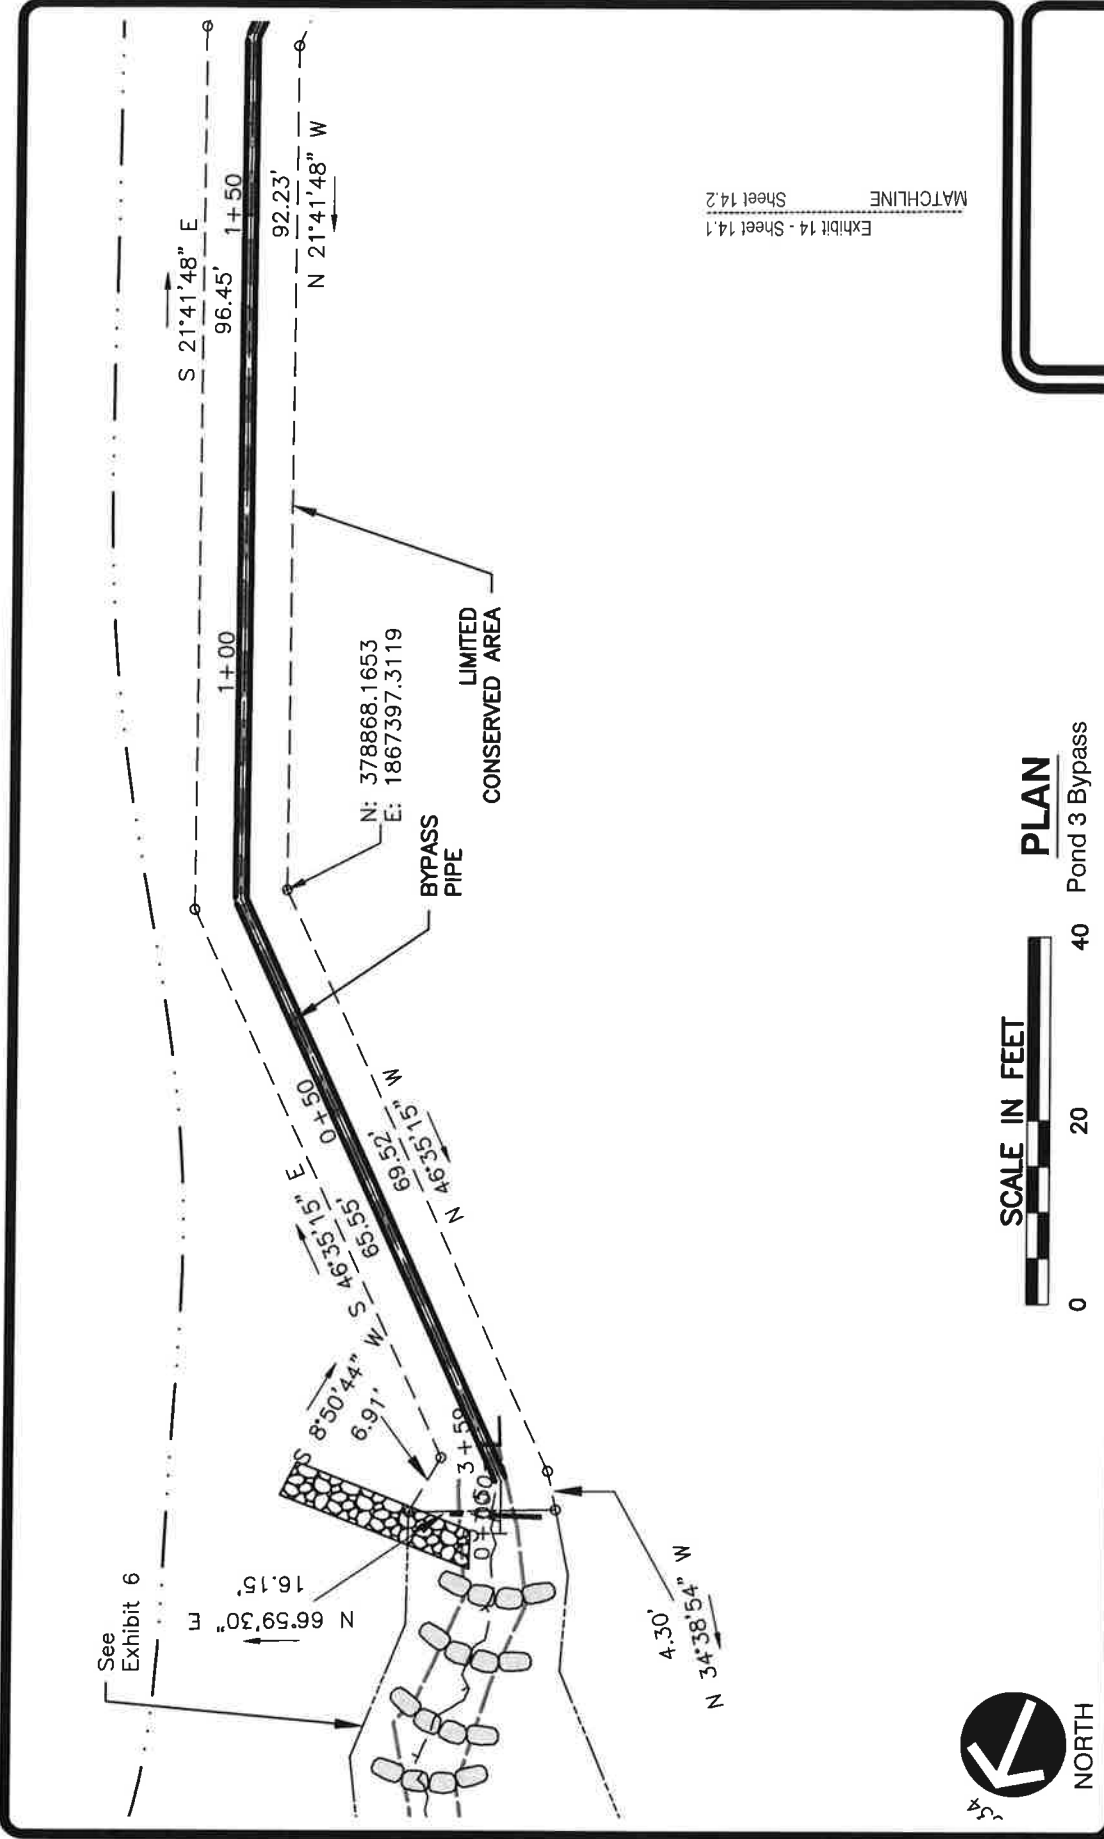 See
Exhibit 6
N 66°59'30" E
16.15'
S 8°50'44" W
6.91'
S 46°35'15" E
65.55'
0+50
1+00
S 21°41'48" E
96.45'
1+50
92.23'
N 21°41'48" W
3+50
69.52'
N 46°35'15" W
4.30'
N 34°38'54" W
BYPASS
PIPE
N: 378868.1653
E: 1867397.3119
LIMITED
CONSERVED AREA
Exhibit 14 - Sheet 14.1
MATCHLINE Sheet 14.2
NORTH
SCALE IN FEET
0 20 40
PLAN
Pond 3 Bypass